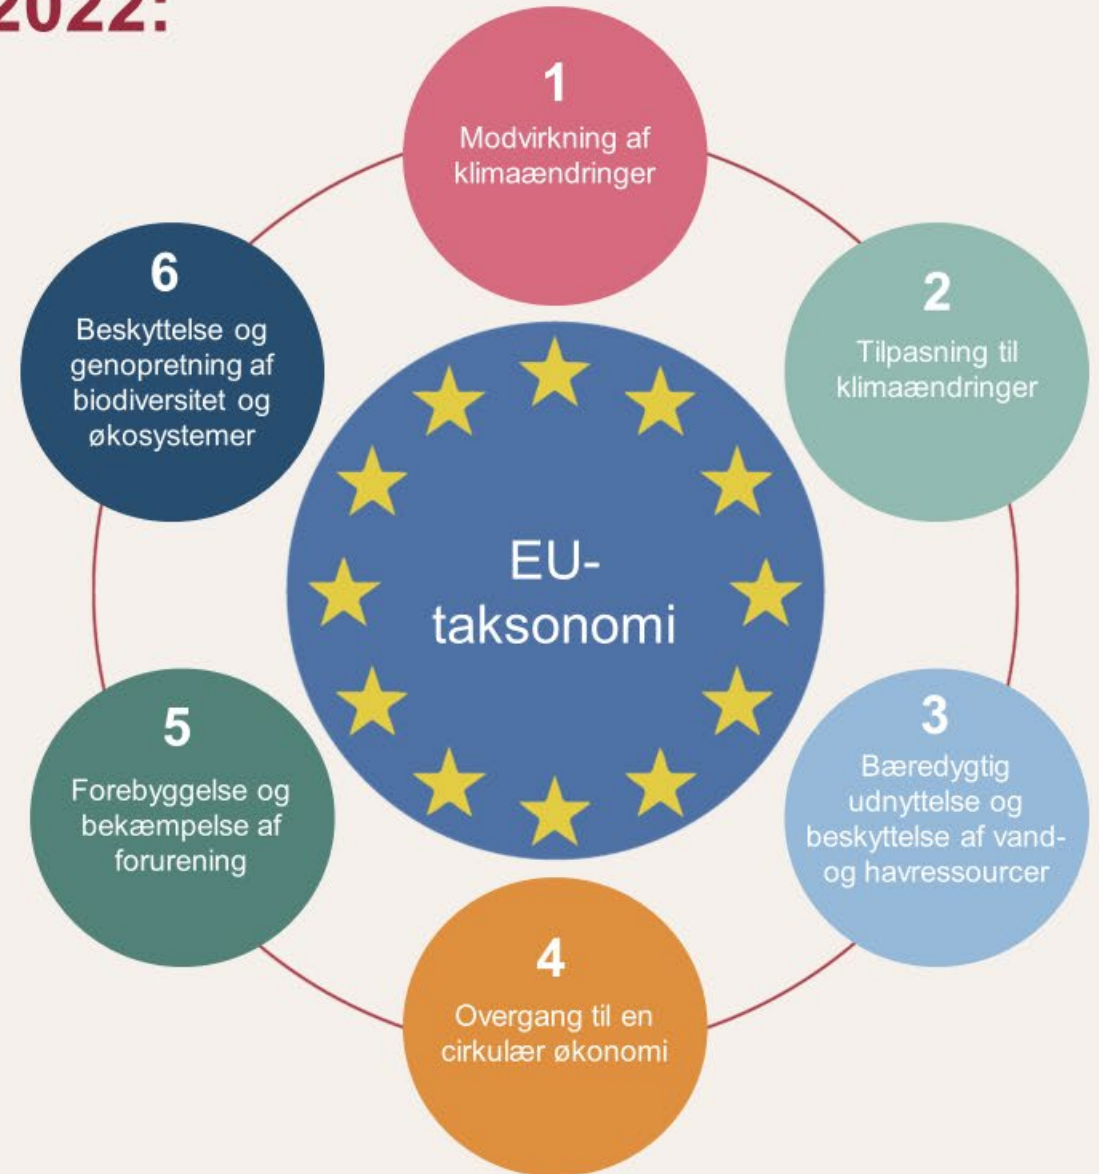 2022:
1
Modvirkning af
klimaændringer
2
Tilpasning til
klimaændringer
3
Bæredygtig
udnyttelse og
beskyttelse af vand-
og havressourcer
4
Overgang til en
cirkulær økonomi
5
Forebyggelse og
bekæmpelse af
forurening
6
Beskyttelse og
genopretning af
biodiversitet og
økosystemer
EU-
taksonomi